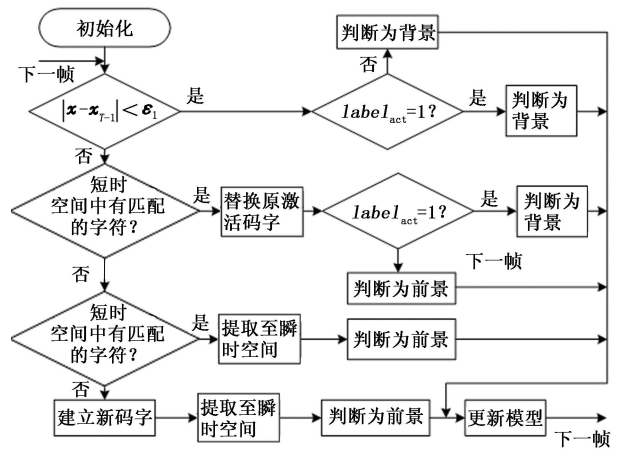 初始化
下一帧
|x-x_{T-1}|<ε₁
是
否
label_{act}=1?
否
判断为背景
是
判断为
背景
短时
空间中有匹配
的字符?
是
替换原激
活码字
label_{act}=1?
是
判断为
背景
下一帧
判断为前景
否
短时
空间中有匹配
的字符?
是
提取至瞬
时空间
判断为前景
否
建立新码字
提取至瞬
时空间
判断为前景
更新模型
下一帧